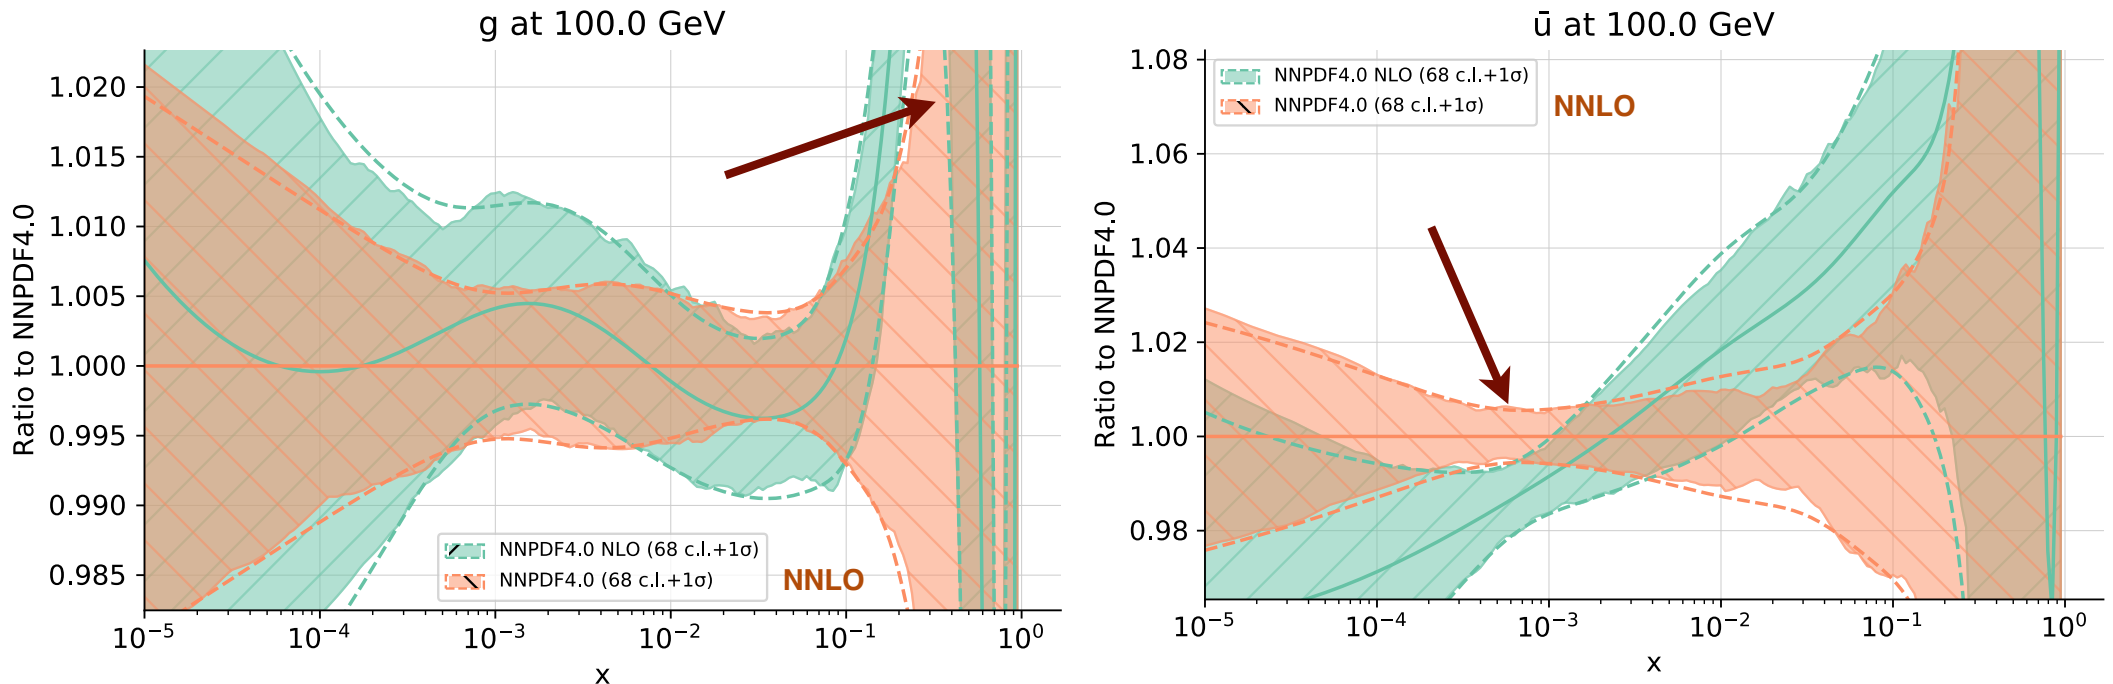 g at 100.0 GeV
1.020
1.015
1.010
1.005
1.000
0.995
0.990
0.985
Ratio to NNPDF4.0
NNPDF4.0 NLO (68 c.l.+1σ)
NNPDF4.0 (68 c.l.+1σ)
NNLO
10⁻⁵ 10⁻⁴ 10⁻³ 10⁻² 10⁻¹ 10⁰
x
ū at 100.0 GeV
1.08
1.06
1.04
1.02
1.00
0.98
Ratio to NNPDF4.0
NNPDF4.0 NLO (68 c.l.+1σ)
NNPDF4.0 (68 c.l.+1σ)
NNLO
10⁻⁵ 10⁻⁴ 10⁻³ 10⁻² 10⁻¹ 10⁰
x